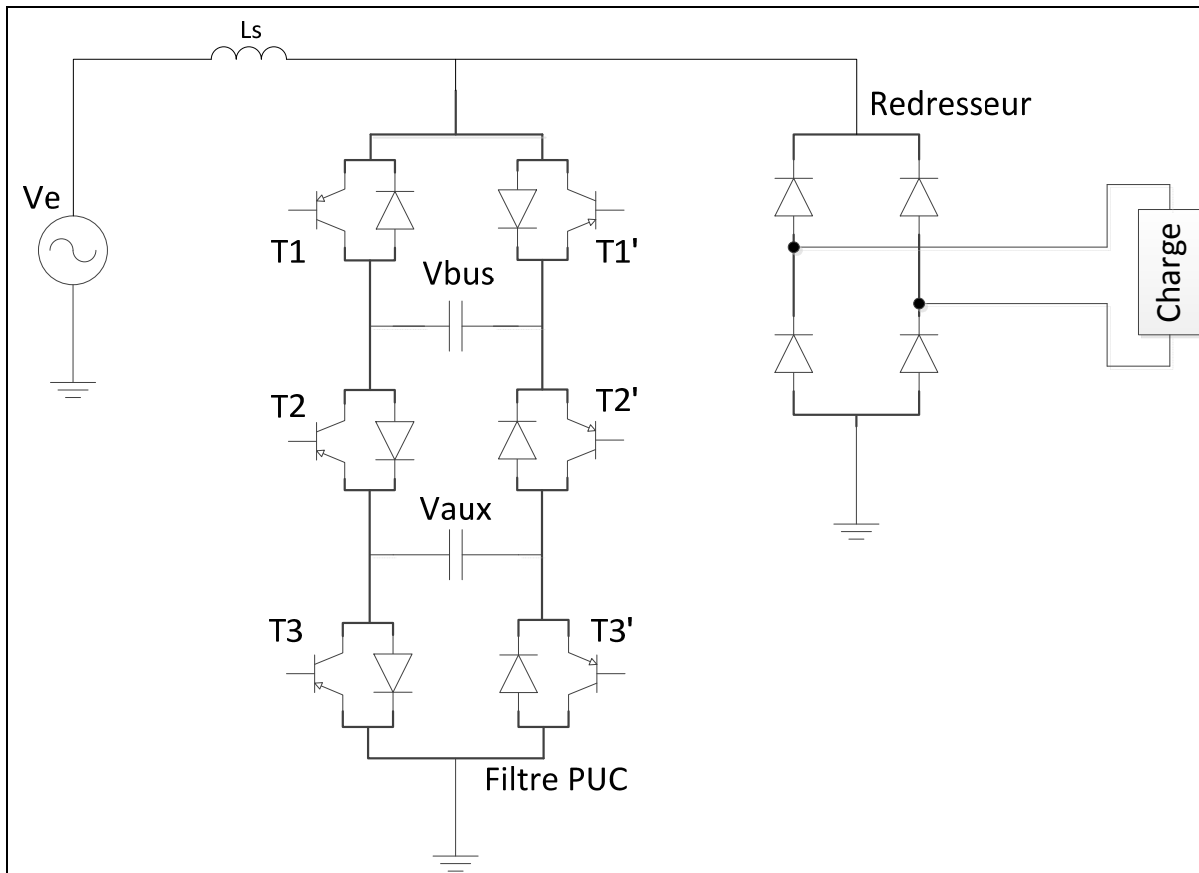 Ls
Redresseur
Ve
T1
T1'
Vbus
Charge
T2
T2'
Vaux
T3
T3'
Filtre PUC